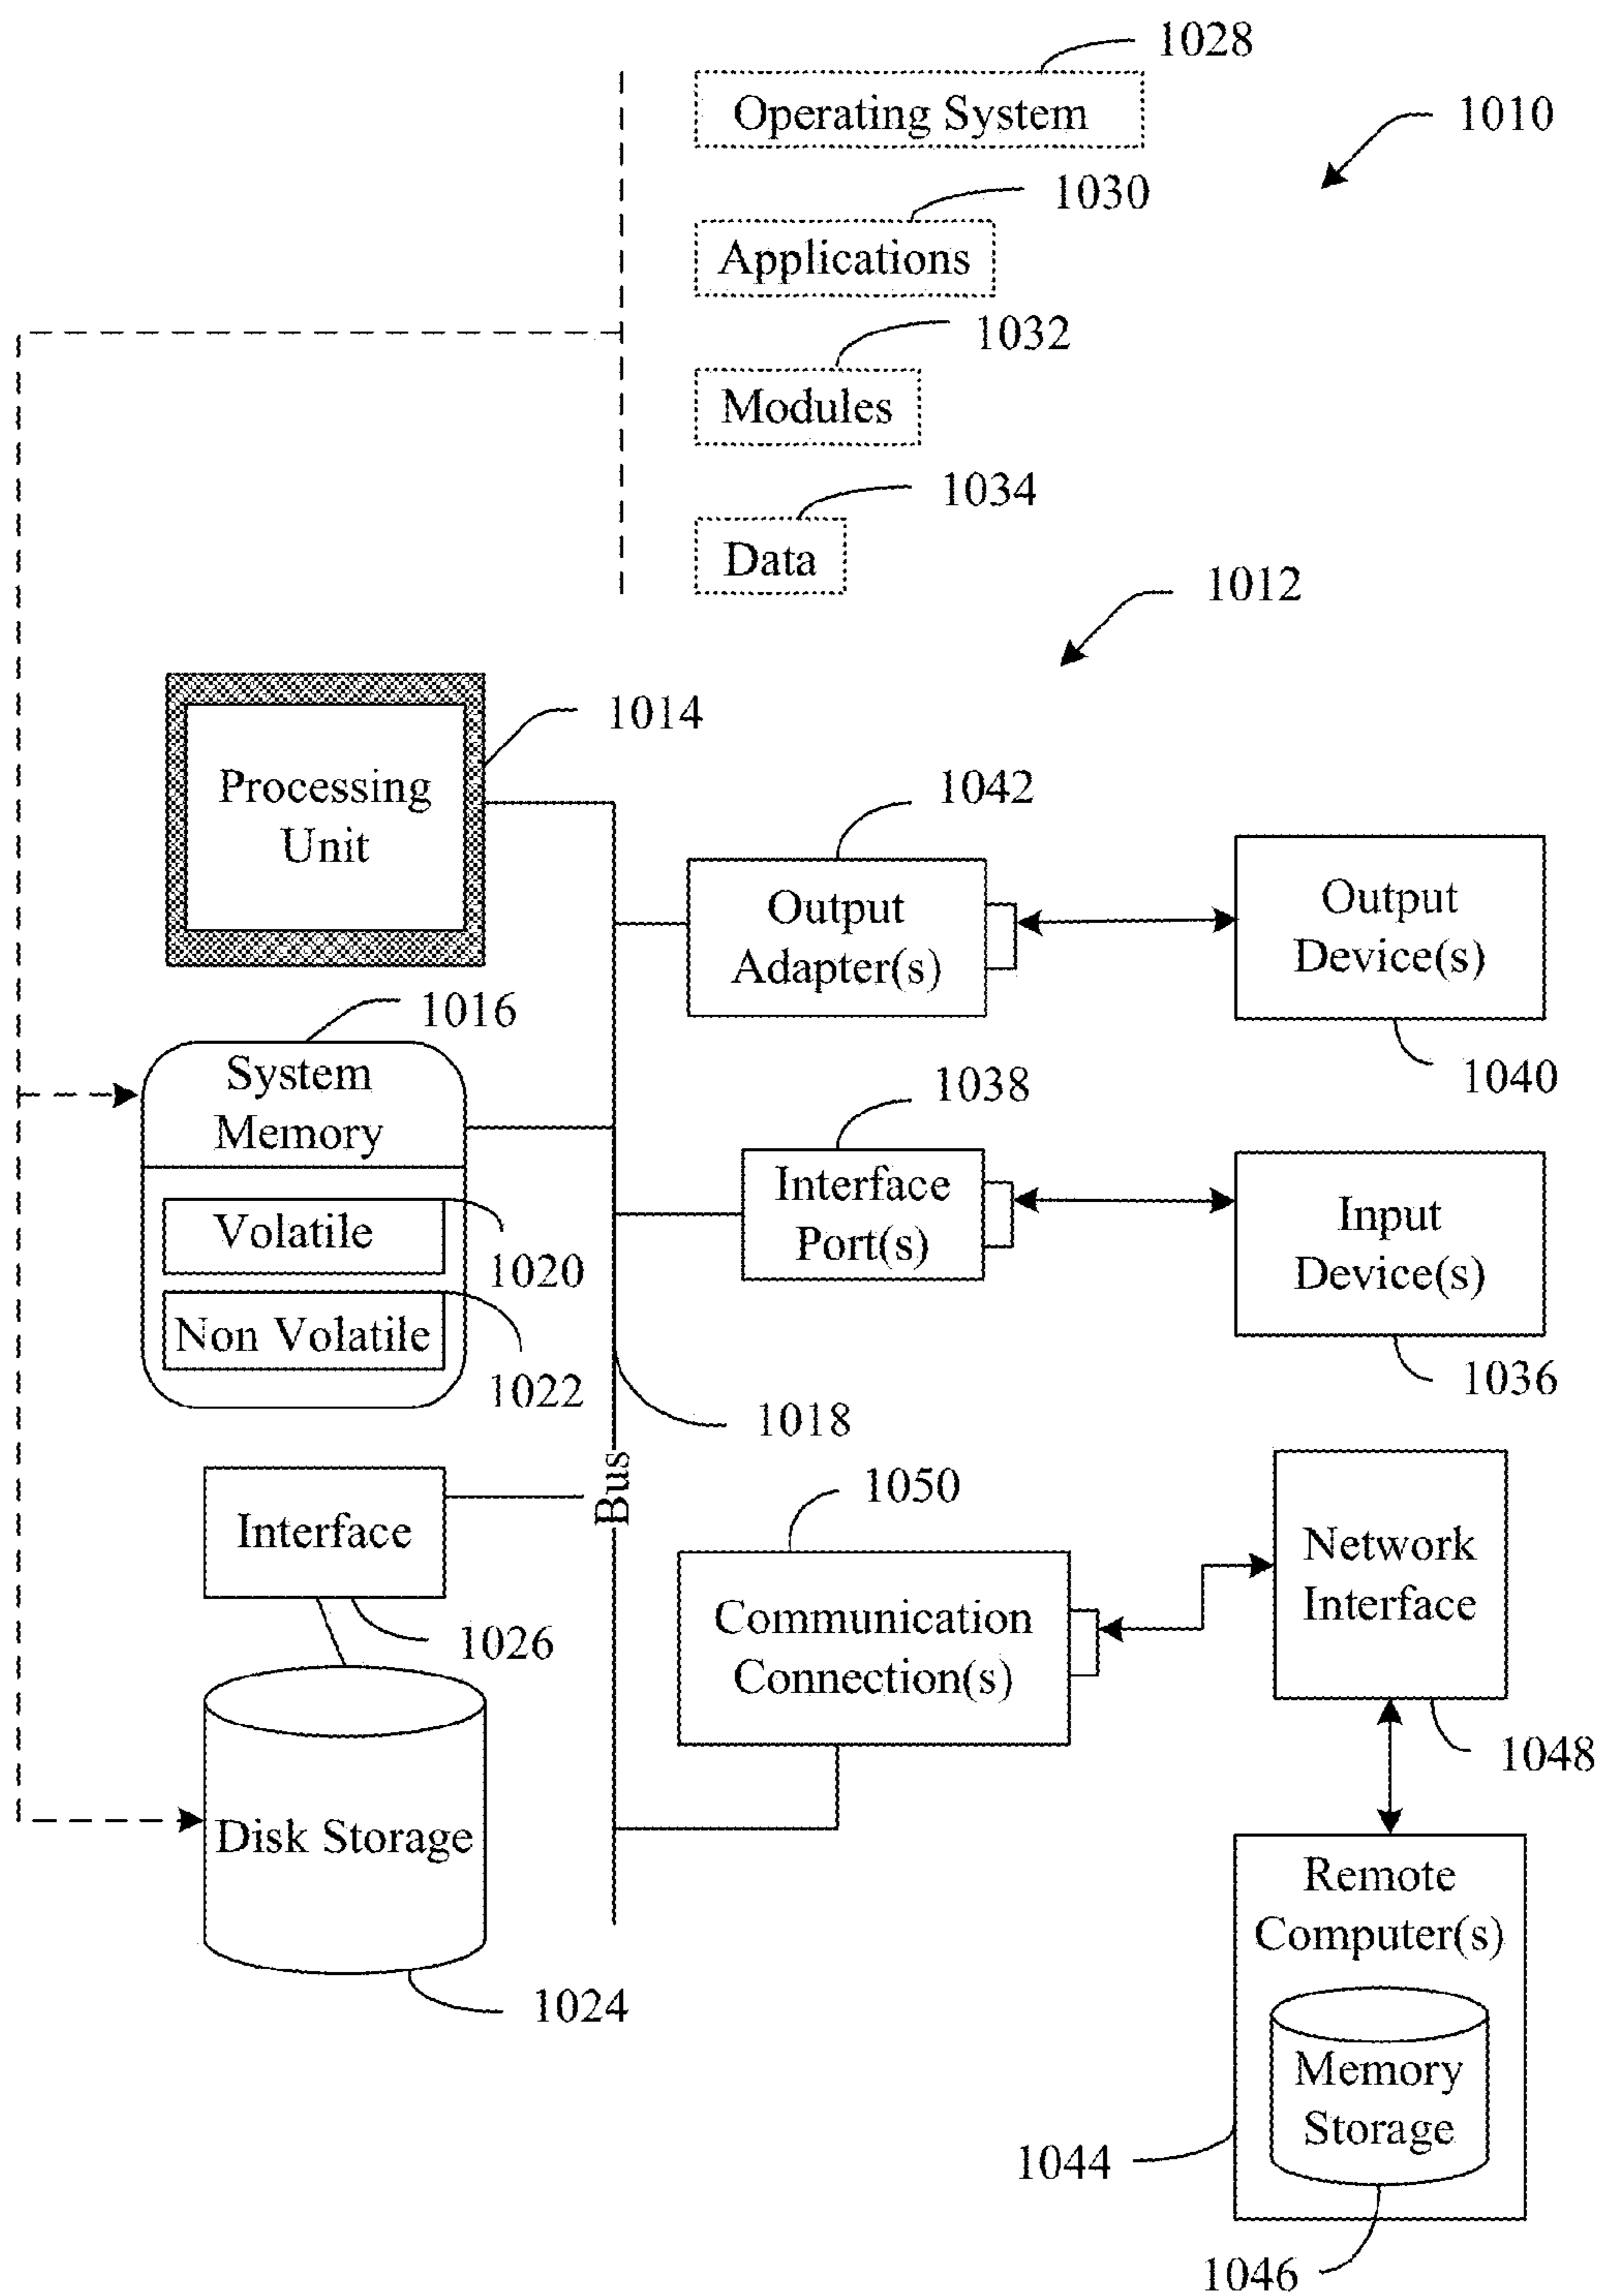 1028
Operating System
1010
1030
Applications
1032
Modules
1034
Data
1012
1014
Processing
Unit
1042
Output
Adapter(s)
Output
Device(s)
1040
1016
System
Memory
Volatile
1020
Non Volatile
1022
1038
Interface
Port(s)
Input
Device(s)
1036
1018
Bus
Interface
1026
1050
Communication
Connection(s)
Network
Interface
1048
Disk Storage
1024
Remote
Computer(s)
Memory
Storage
1044
1046